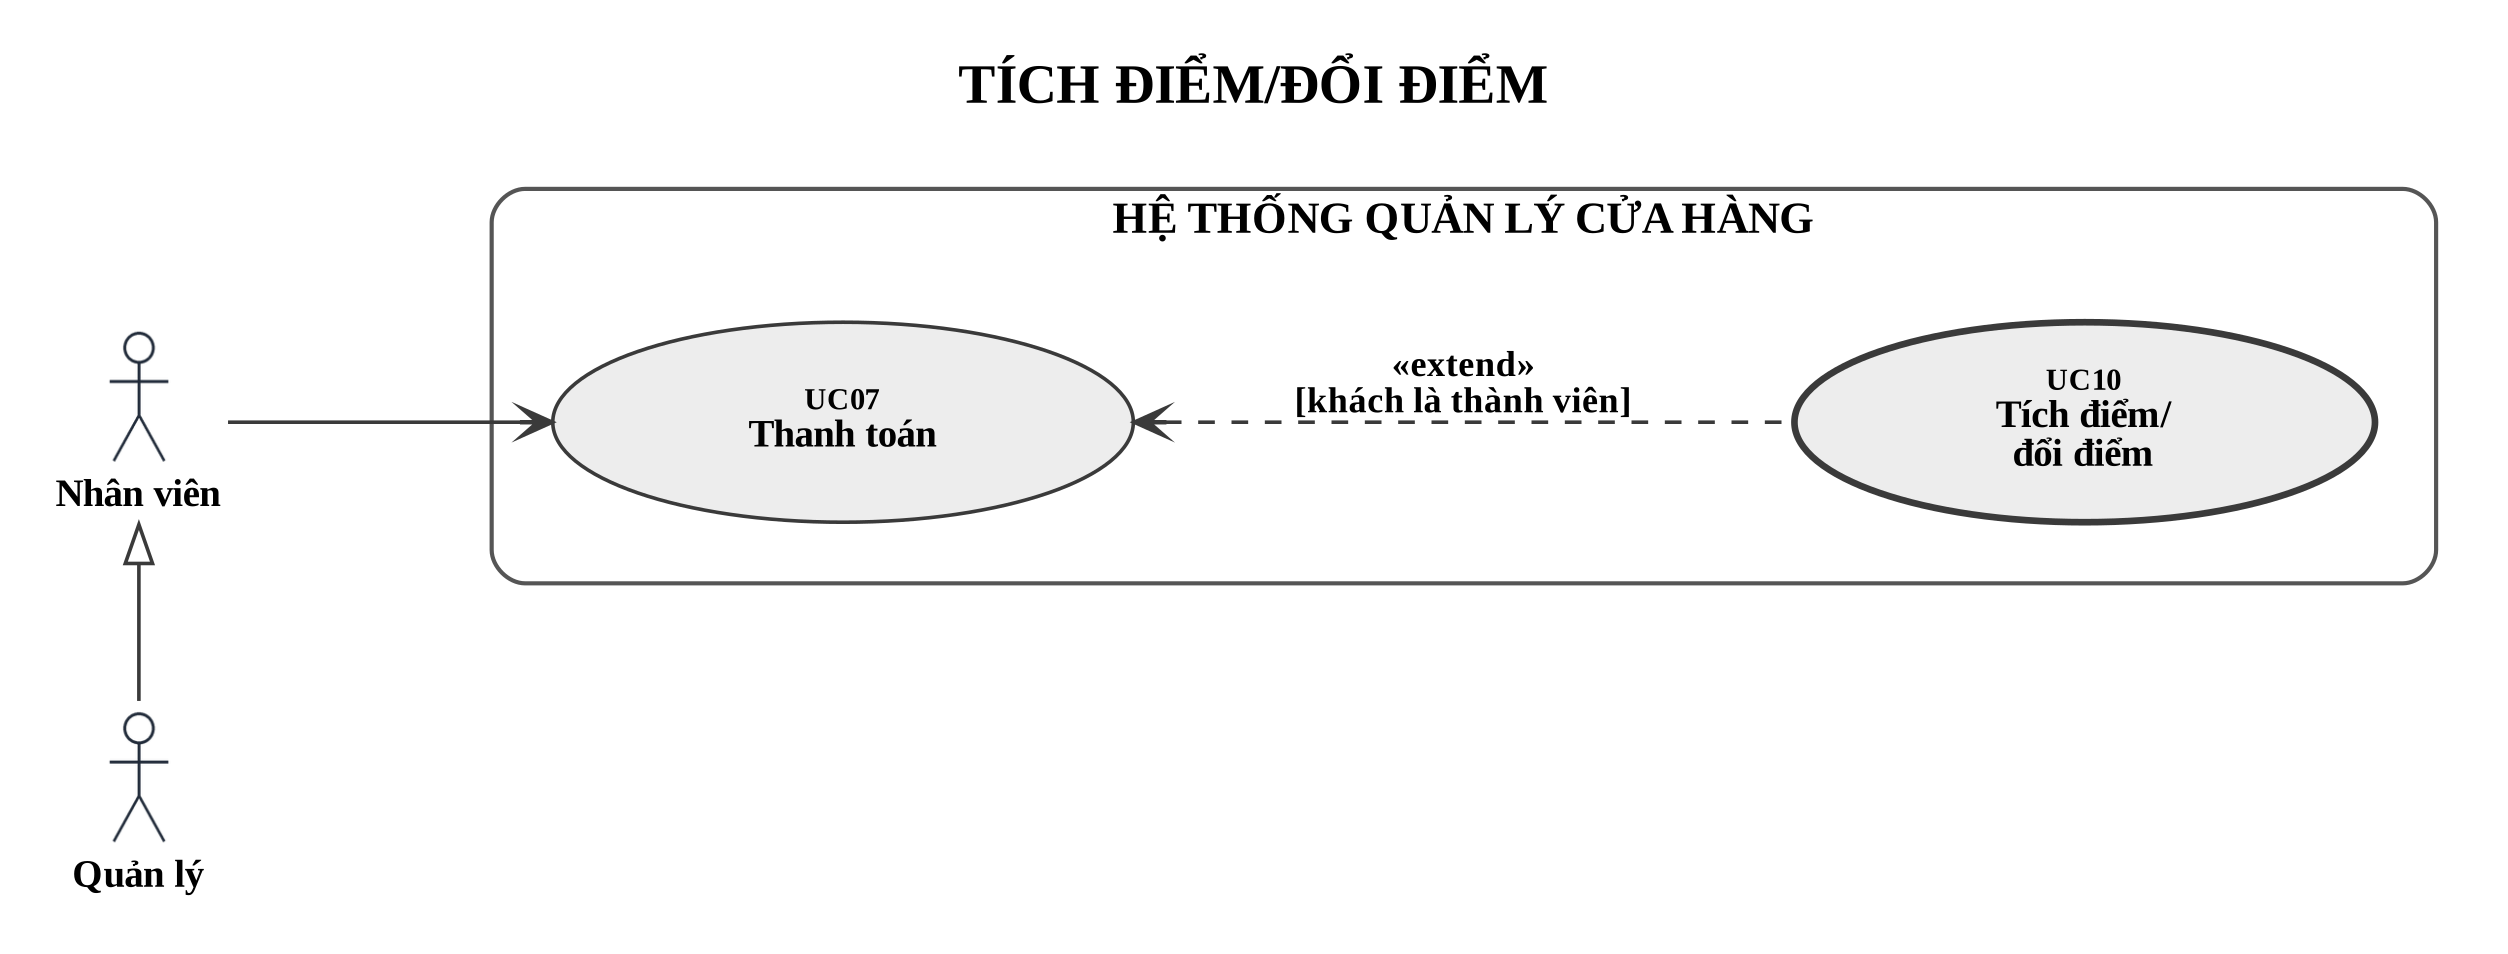 TÍCH ĐIỂM/ĐỔI ĐIỂM
HỆ THỐNG QUẢN LÝ CỬA HÀNG
«extend»
[khách là thành viên]
UC07
Thanh toán
UC10
Tích điểm/
đổi điểm
Nhân viên
Quản lý